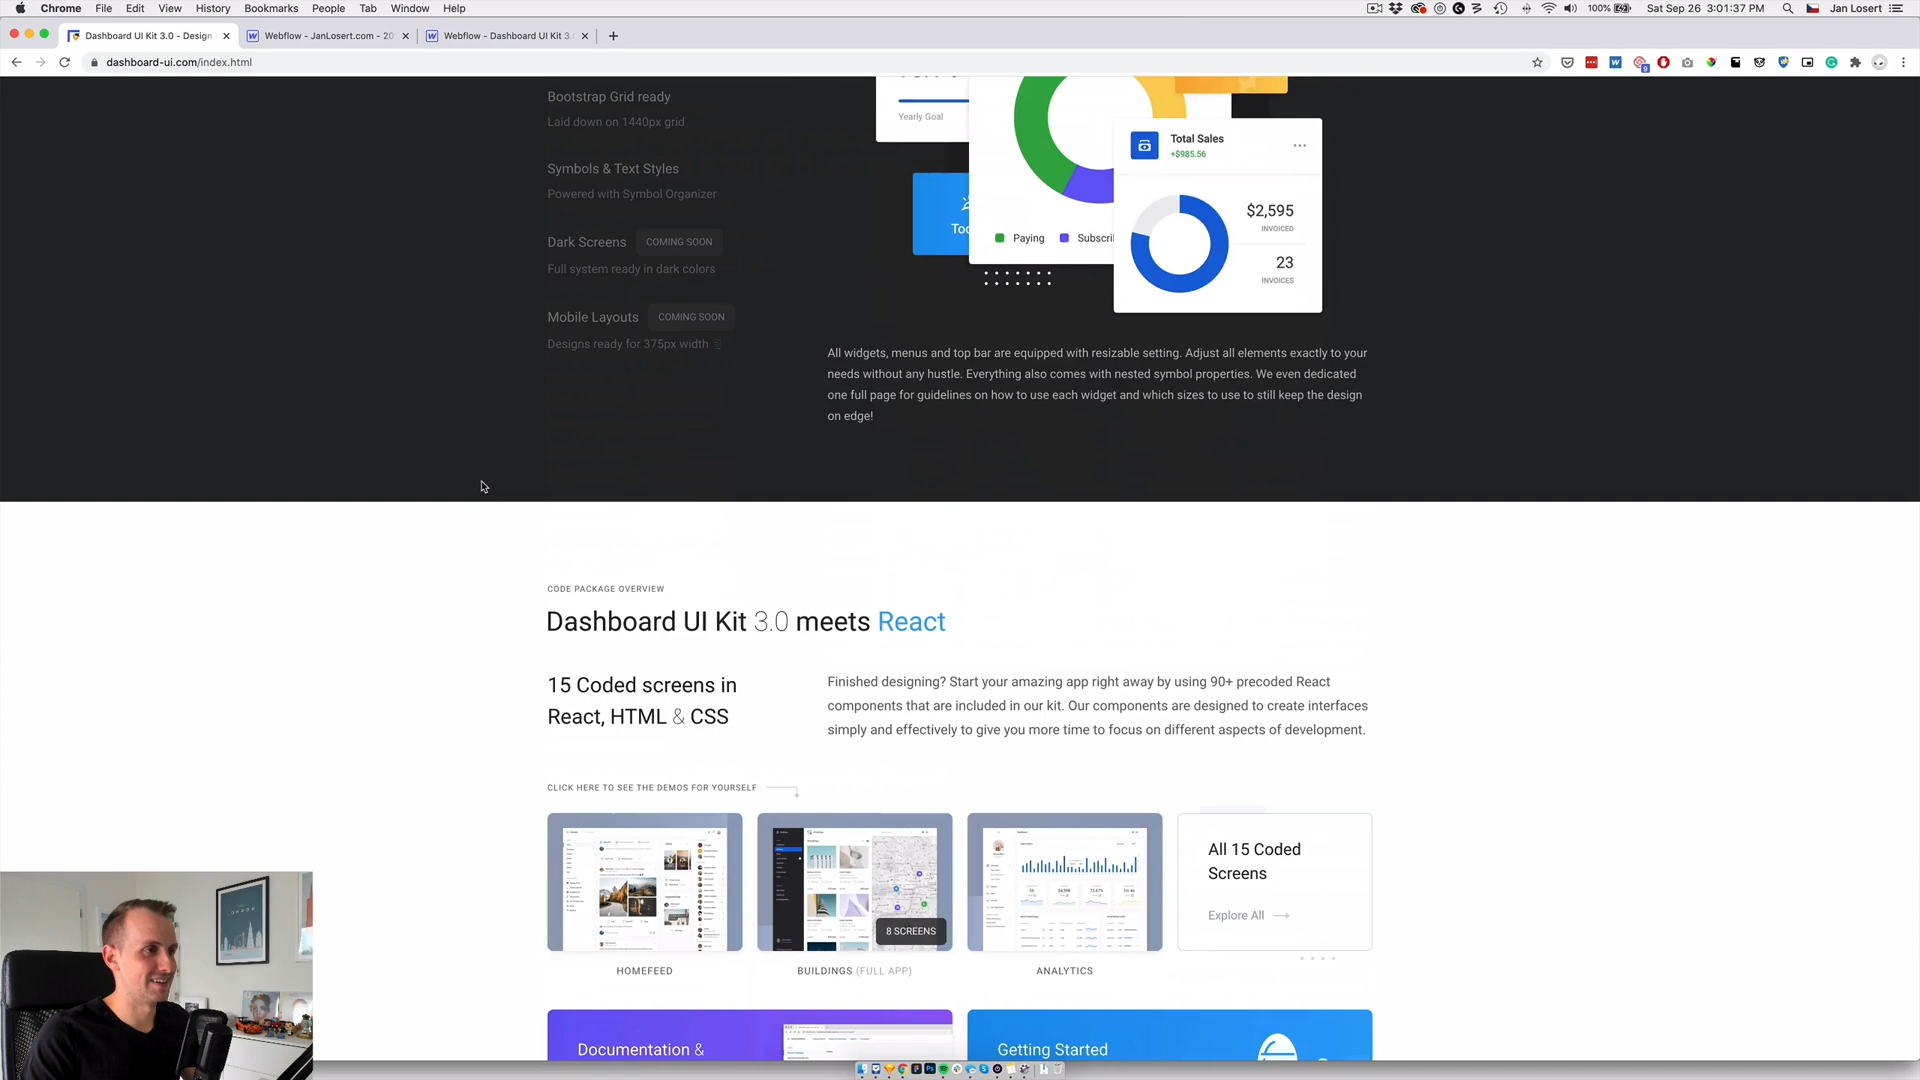 Chrome File Edit View History Bookmarks People Tab Window Help
100% Sat Sep 26 3:01:37 PM Jan Losert
Dashboard UI Kit 3.0 - Design
Webflow - JanLosert.com - 20
Webflow - Dashboard UI Kit 3.
dashboard-ui.com/index.html
9
Bootstrap Grid ready
Laid down on 1440px grid
Symbols & Text Styles
Powered with Symbol Organizer
Dark Screens COMING SOON
Full system ready in dark colors
Mobile Layouts COMING SOON
Designs ready for 375px width
Yearly Goal
Paying Subscri
Total Sales
+$985.56
$2,595
INVOICED
23
INVOICES
All widgets, menus and top bar are equipped with resizable setting. Adjust all elements exactly to your
needs without any hustle. Everything also comes with nested symbol properties. We even dedicated
one full page for guidelines on how to use each widget and which sizes to use to still keep the design
on edge!
CODE PACKAGE OVERVIEW
Dashboard UI Kit 3.0 meets React
15 Coded screens in
React, HTML & CSS
Finished designing? Start your amazing app right away by using 90+ precoded React
components that are included in our kit. Our components are designed to create interfaces
simply and effectively to give you more time to focus on different aspects of development.
CLICK HERE TO SEE THE DEMOS FOR YOURSELF
8 SCREENS
All 15 Coded
Screens
Explore All
HOMEFEED
BUILDINGS (FULL APP)
ANALYTICS
Documentation &
Getting Started
LONDON